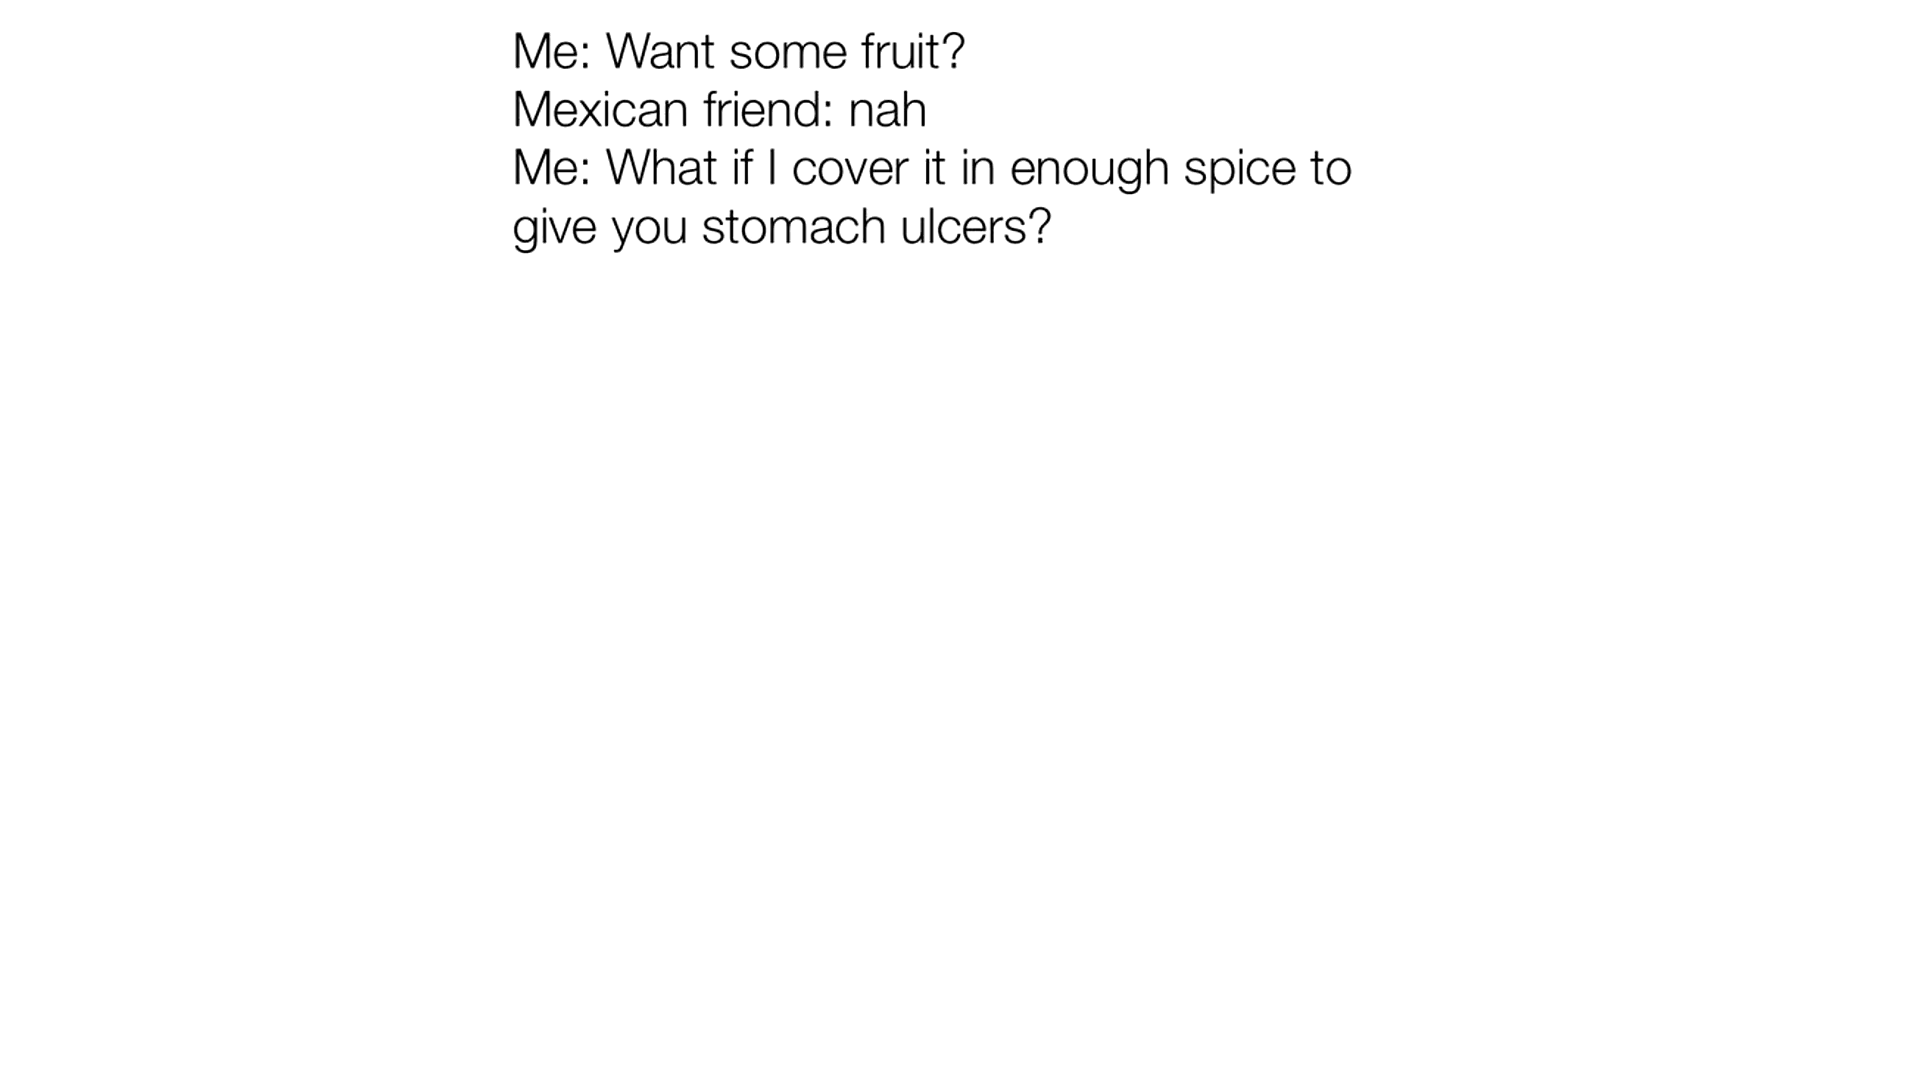 Me: Want some fruit?
Mexican friend: nah
Me: What if I cover it in enough spice to
give you stomach ulcers?